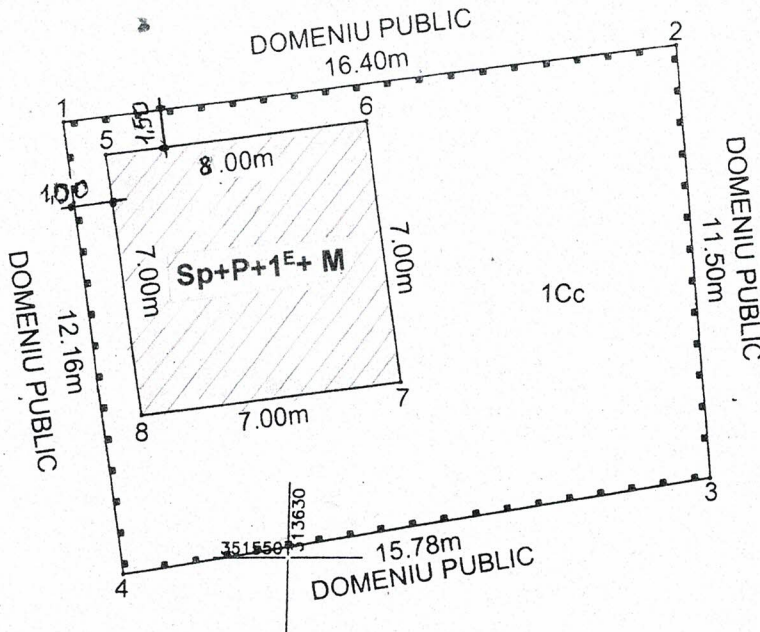 DOMENIU PUBLIC
16.40m
2
1
5
1,50
6
8.00m
1,00
7.00m
Sp+P+1E+ M
7.00m
1Cc
DOMENIU PUBLIC
11.50m
DOMENIU PUBLIC
12.16m
8
7.00m
7
3
313630
351550
15.78m
4
DOMENIU PUBLIC